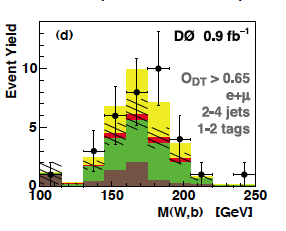 (d) DØ 0.9 fb⁻¹
O_DT > 0.65
e+μ
2-4 jets
1-2 tags
Event Yield
10
5
0
100 150 200 250
M(W,b) [GeV]